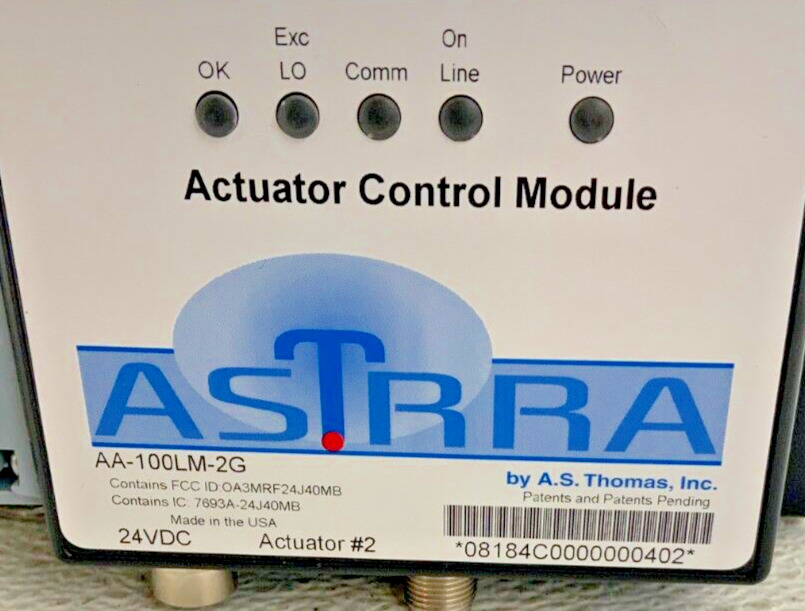 Exc
On
OK
LO
Comm
Line
Power
Actuator Control Module
ASTRRA
AA-100LM-2G
by A.S. Thomas, Inc.
Contains FCC ID:OA3MRF24J40MB
Patents and Patents Pending
Contains IC: 7693A-24J40MB
Made in the USA
24VDC
Actuator #2
*08184C0000000402*